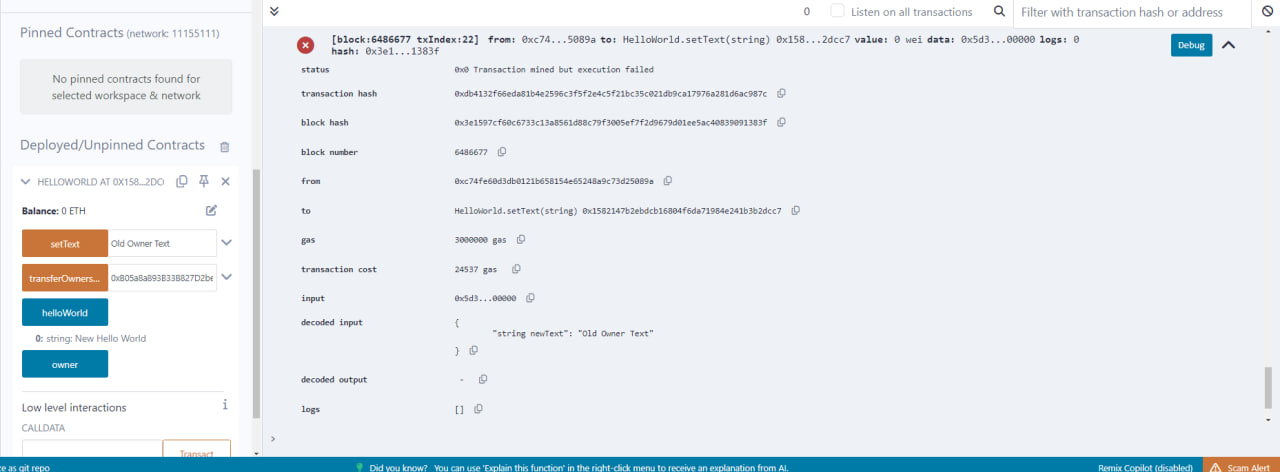 Pinned Contracts (network: 11155111)
No pinned contracts found for
selected workspace & network
Deployed/Unpinned Contracts
HELLOWORLD AT 0X158...2DC(
Balance: 0 ETH
setText Old Owner Text
transferOwners... 0xB05a8a893B33B827D2be
helloWorld
0: string: New Hello World
owner
Low level interactions
i
CALLDATA
Transact
0 Listen on all transactions Filter with transaction hash or address
[block:6486677 txIndex:22] from: 0xc74...5089a to: HelloWorld.setText(string) 0x158...2dcc7 value: 0 wei data: 0x5d3...00000 logs: 0
hash: 0x3e1...1383f
Debug
status 0x0 Transaction mined but execution failed
transaction hash 0xdb4132f66eda81b4e2596c3f5f2e4c5f21bc35c021db9ca17976a281d6ac987c
block hash 0x3e1597cf60c6733c13a8561d88c79f3005ef7f2d9679d01ee5ac40839091383f
block number 6486677
from 0xc74fe60d3db0121b658154e65248a9c73d25089a
to HelloWorld.setText(string) 0x1582147b2ebdcb16804f6da71984e241b3b2dcc7
gas 3000000 gas
transaction cost 24537 gas
input 0x5d3...00000
decoded input {
"string newText": "Old Owner Text"
}
decoded output -
logs []
>
ze as git repo
Did you know? You can use 'Explain this function' in the right-click menu to receive an explanation from AI.
Remix Copilot (disabled)
Scam Alert